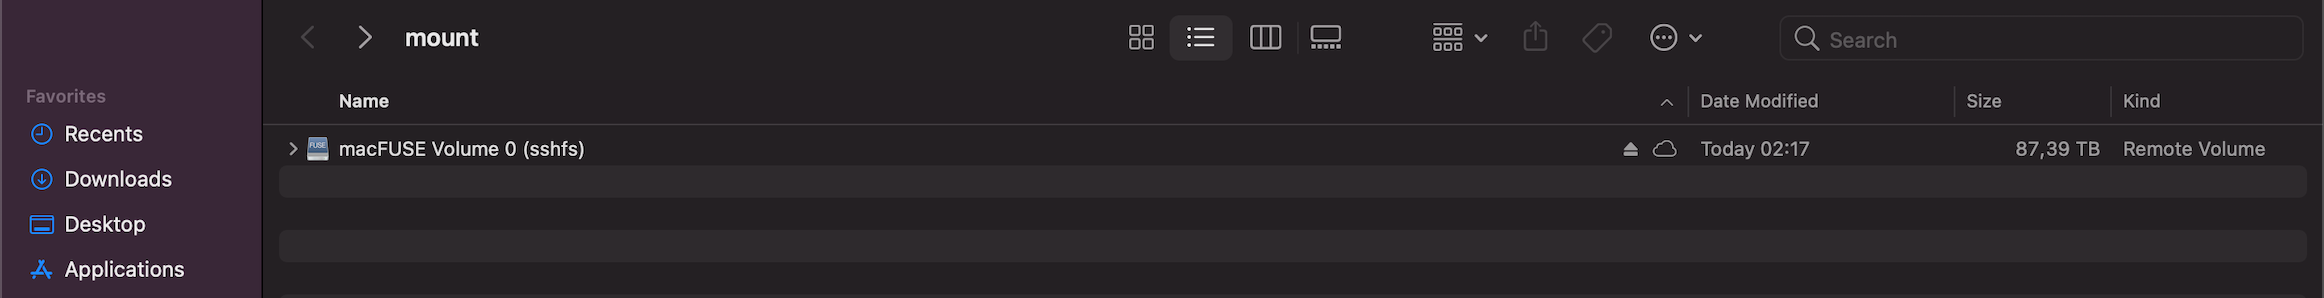 mount
Search
Favorites
Recents
Downloads
Desktop
Applications
Name Date Modified Size Kind
FUSE macFUSE Volume 0 (sshfs) Today 02:17 87,39 TB Remote Volume